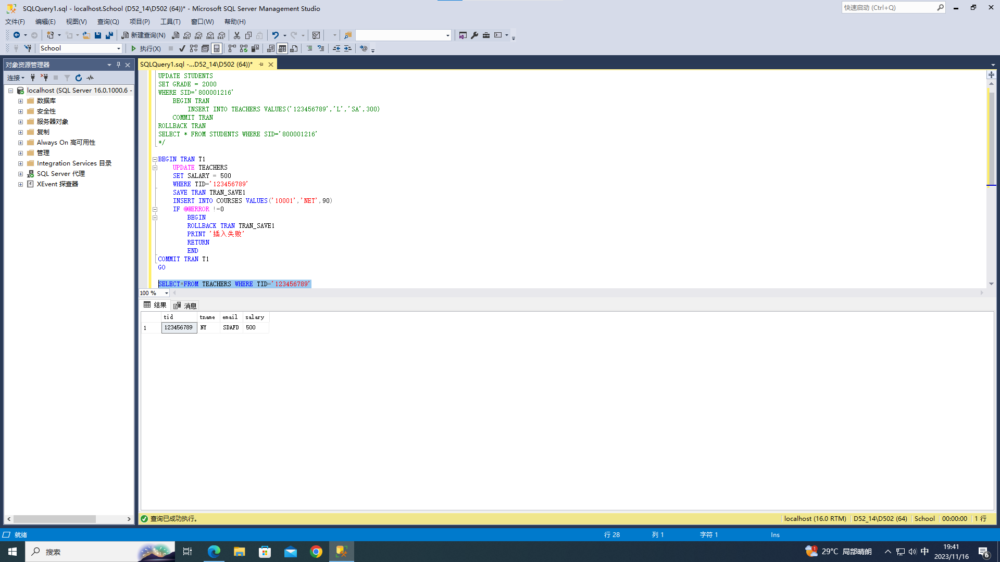 SQLQuery1.sql - localhost.School (D52_14\D502 (64))* - Microsoft SQL Server Management Studio
快速启动 (Ctrl+Q)
文件(F) 编辑(E) 视图(V) 查询(Q) 项目(P) 工具(T) 窗口(W) 帮助(H)
新建查询(N) MDX DMX XMLA DAX
School 执行(X)
对象资源管理器
连接
localhost (SQL Server 16.0.1000.6 -
数据库
安全性
服务器对象
复制
Always On 高可用性
管理
Integration Services 目录
SQL Server 代理
XEvent 探查器
SQLQuery1.sql -...D52_14\D502 (64))*
UPDATE STUDENTS
SET GRADE = 2000
WHERE SID='800001216'
BEGIN TRAN
INSERT INTO TEACHERS VALUES('123456789','L','SA',300)
COMMIT TRAN
ROLLBACK TRAN
SELECT * FROM STUDENTS WHERE SID='800001216'
*/
BEGIN TRAN T1
UPDATE TEACHERS
SET SALARY = 500
WHERE TID='123456789'
SAVE TRAN TRAN_SAVE1
INSERT INTO COURSES VALUES('10001','NET',90)
IF @@ERROR !=0
BEGIN
ROLLBACK TRAN TRAN_SAVE1
PRINT '插入失败'
RETURN
END
COMMIT TRAN T1
GO
SELECT*FROM TEACHERS WHERE TID='123456789'
100 %
结果 消息
tid tname email salary
1 123456789 NY SDAFD 500
查询已成功执行。
localhost (16.0 RTM) D52_14\D502 (64) School 00:00:00 1 行
就绪 行 28 列 1 字符 1 Ins
搜索
1 29°C 局部晴朗 中 19:41
2023/11/16 6